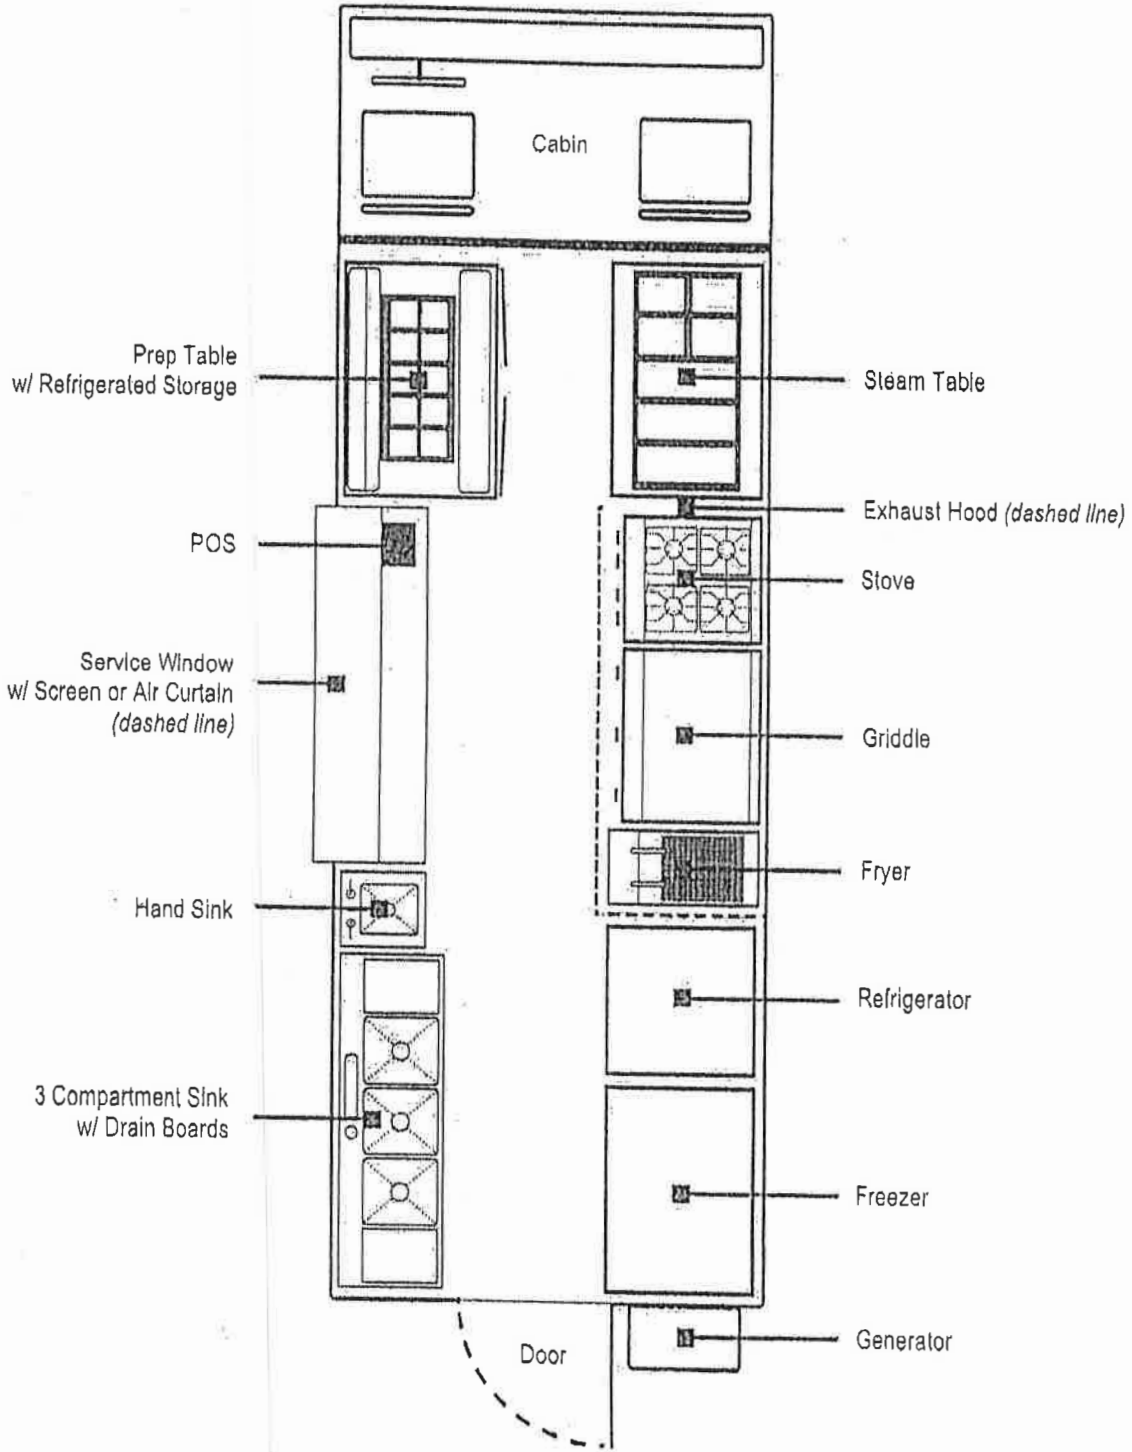 Cabin
Prep Table
w/ Refrigerated Storage
Steam Table
Exhaust Hood (dashed line)
POS
Stove
Service Window
w/ Screen or Air Curtain
(dashed line)
Griddle
Fryer
Hand Sink
Refrigerator
3 Compartment Sink
w/ Drain Boards
Freezer
Generator
Door